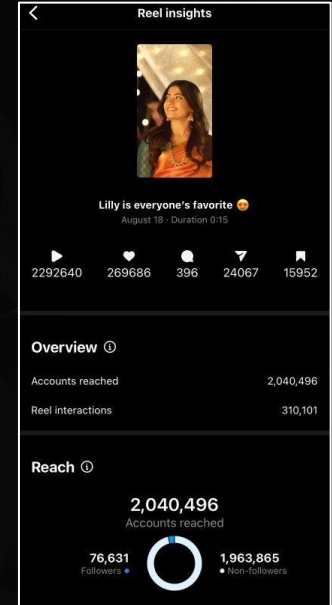 Reel insights
Lilly is everyone's favorite 😍
August 18 · Duration 0:15
2292640 269686 396 24067 15952
Overview
Accounts reached 2,040,496
Reel interactions 310,101
Reach
2,040,496
Accounts reached
76,631 1,963,865
Followers Non-followers